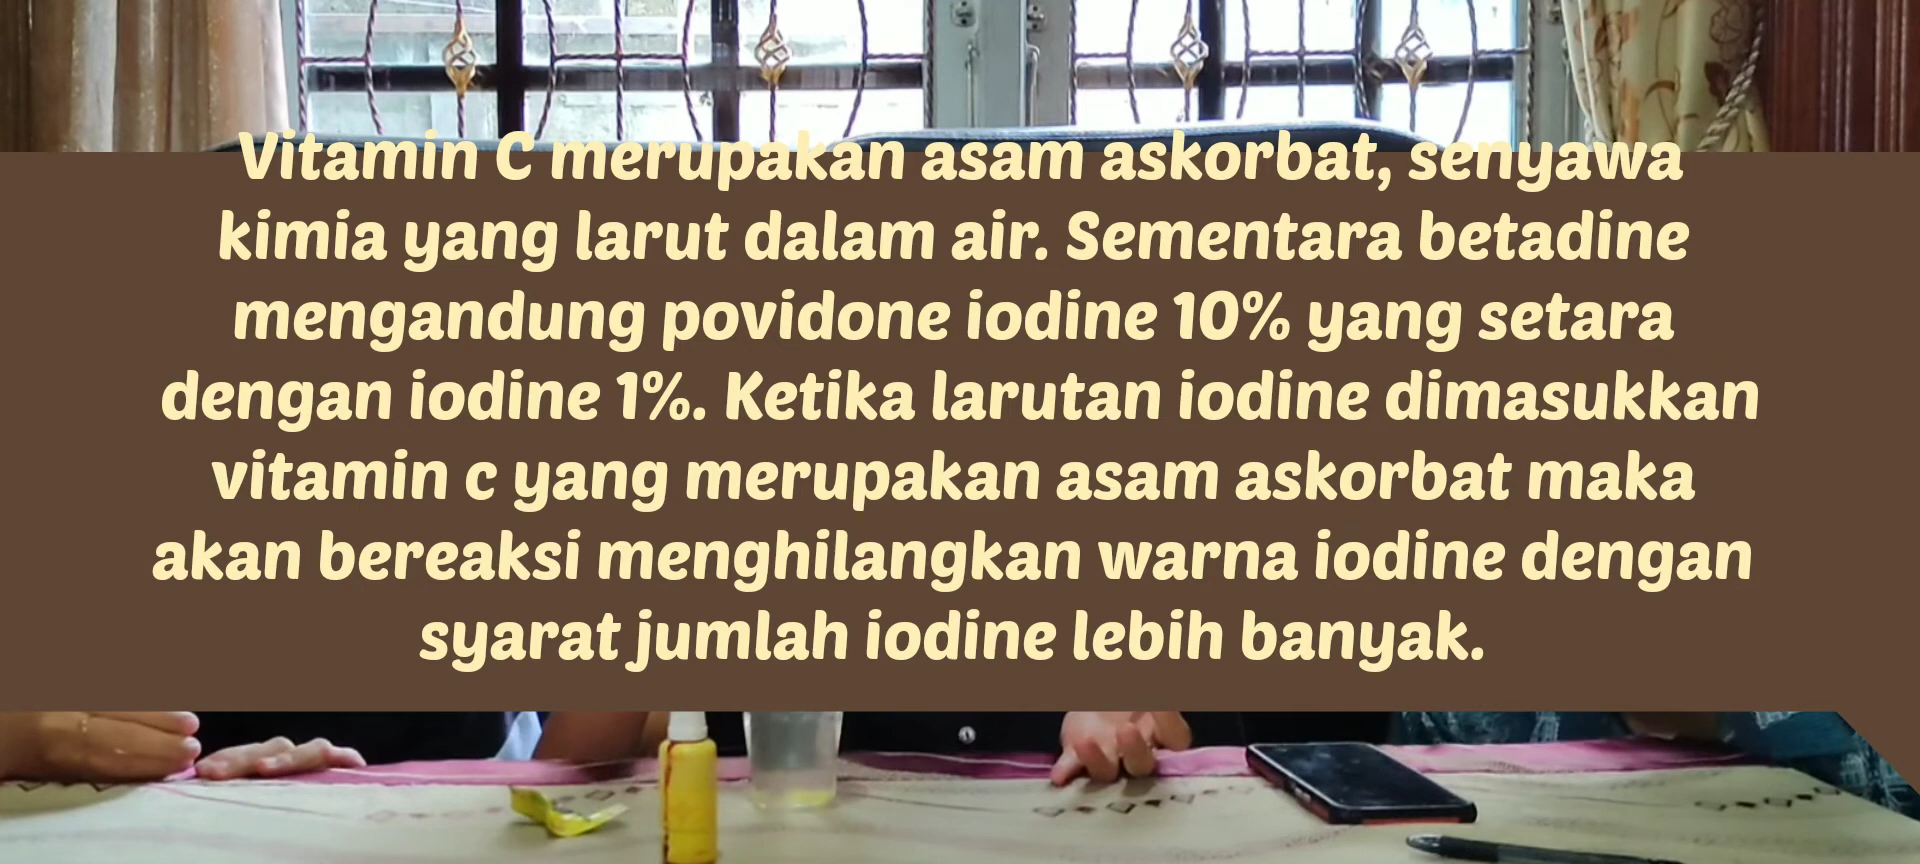 Vitamin C merupakan asam askorbat, senyawa
kimia yang larut dalam air. Sementara betadine
mengandung povidone iodine 10% yang setara
dengan iodine 1%. Ketika larutan iodine dimasukkan
vitamin c yang merupakan asam askorbat maka
akan bereaksi menghilangkan warna iodine dengan
syarat jumlah iodine lebih banyak.